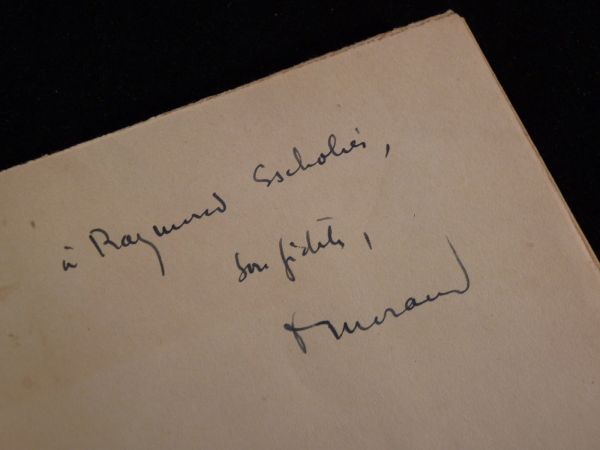 à Raymond Escholier,
son fidèle,
P Morand